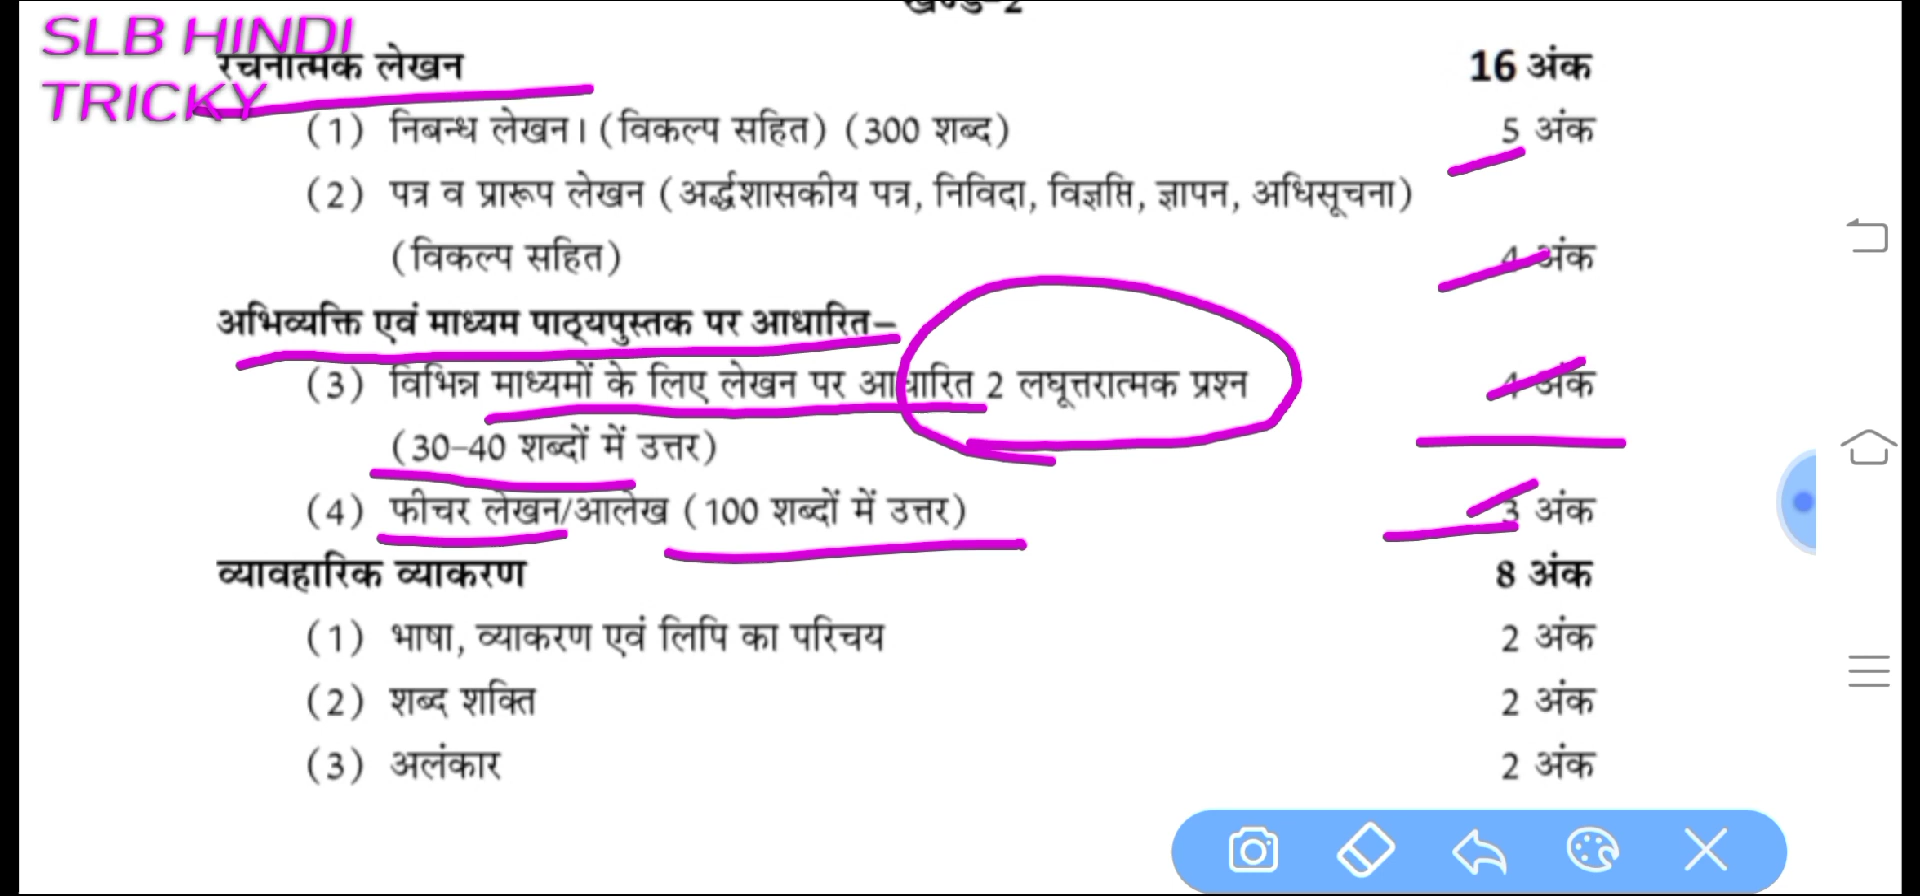 SLB HINDI
TRICKY
खण्ड-2
रचनात्मक लेखन 16 अंक
(1) निबन्ध लेखन। (विकल्प सहित) (300 शब्द) 5 अंक
(2) पत्र व प्रारूप लेखन (अर्द्धशासकीय पत्र, निविदा, विज्ञप्ति, ज्ञापन, अधिसूचना)
(विकल्प सहित) 4 अंक
अभिव्यक्ति एवं माध्यम पाठ्यपुस्तक पर आधारित–
(3) विभिन्न माध्यमों के लिए लेखन पर आधारित 2 लघूत्तरात्मक प्रश्न 4 अंक
(30–40 शब्दों में उत्तर)
(4) फीचर लेखन/आलेख (100 शब्दों में उत्तर) 3 अंक
व्यावहारिक व्याकरण 8 अंक
(1) भाषा, व्याकरण एवं लिपि का परिचय 2 अंक
(2) शब्द शक्ति 2 अंक
(3) अलंकार 2 अंक